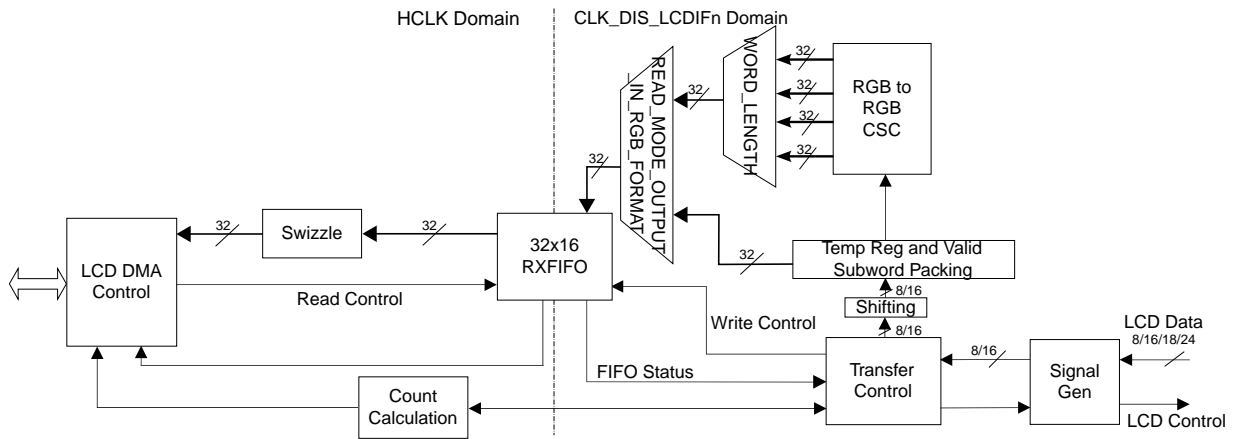 HCLK Domain
CLK_DIS_LCDIFn Domain
READ_MODE_OUTPUT
_IN_RGB_FORMAT
WORD_LENGTH
32
32
32
32
32
32
RGB to
RGB
CSC
LCD DMA
Control
32
Swizzle
32
32x16
RXFIFO
32
Temp Reg and Valid
Subword Packing
Read Control
8/16
Shifting
8/16
Write Control
LCD Data
8/16/18/24
FIFO Status
Transfer
Control
8/16
Signal
Gen
Count
Calculation
LCD Control